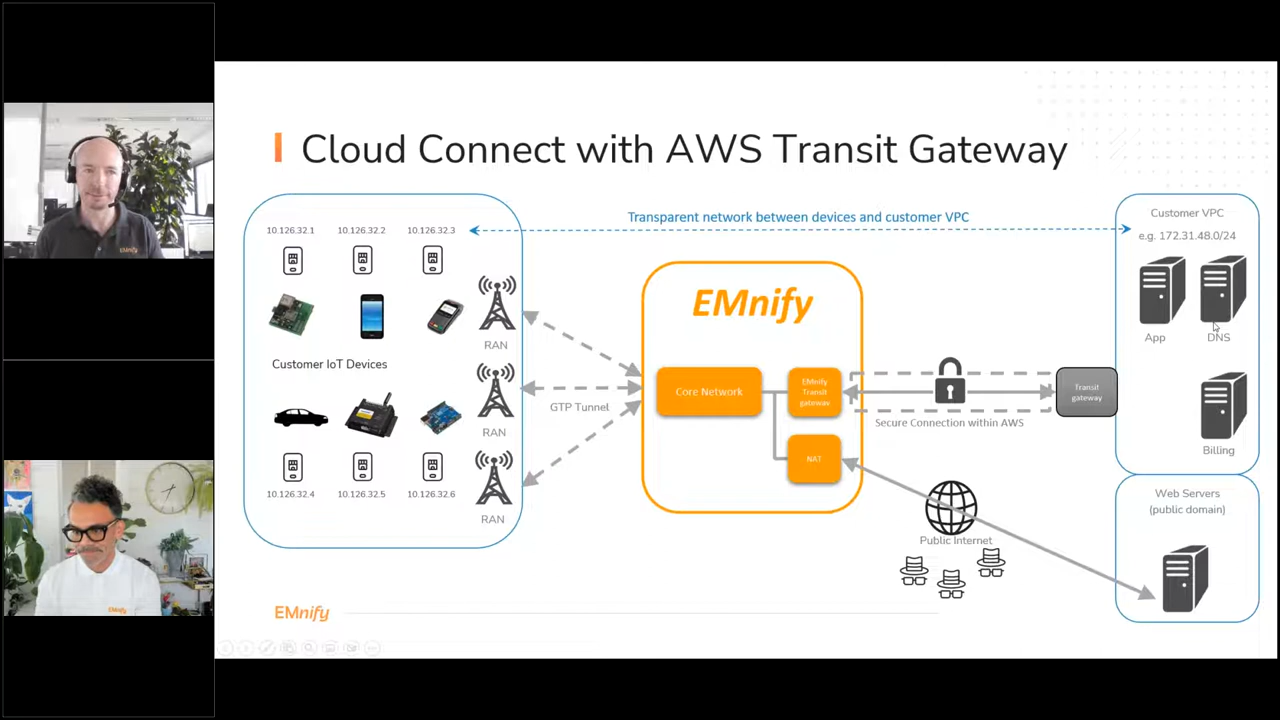 Cloud Connect with AWS Transit Gateway
Transparent network between devices and customer VPC
10.126.32.1
10.126.32.2
10.126.32.3
RAN
Customer IoT Devices
RAN
10.126.32.4
10.126.32.5
10.126.32.6
RAN
GTP Tunnel
EMnify
Core Network
EMnify
Transit
gateway
NAT
Secure Connection within AWS
Transit
gateway
Public Internet
Customer VPC
e.g. 172.31.48.0/24
App
DNS
Billing
Web Servers
(public domain)
EMnify